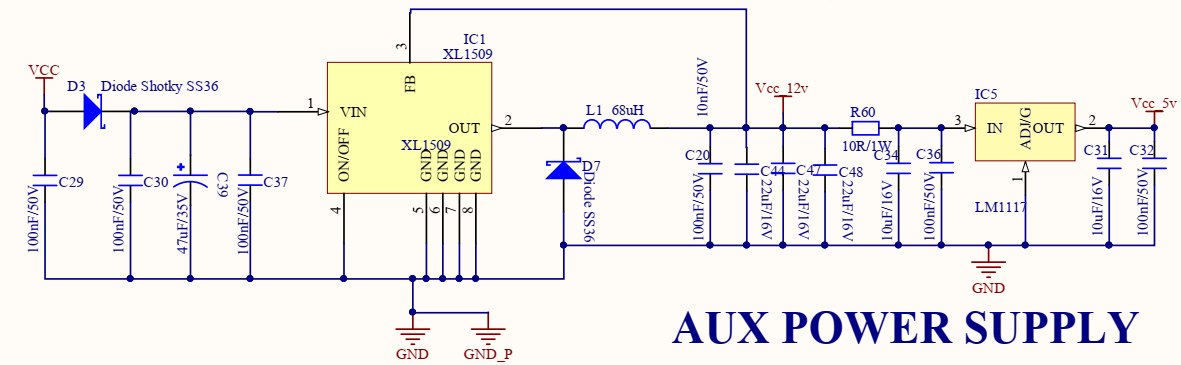 VCC
D3 Diode Shotky SS36
C29
100nF/50V
C30
100nF/50V
+
C39
47uF/35V
C37
100nF/50V
IC1
XL1509
3
FB
1
VIN
OUT
2
XL1509
ON/OFF
GND
GND
GND
GND
4
5
6
7
8
GND
GND_P
D7
Diode SS36
L1 68uH
10nF/50V
C20
100nF/50V
C44
22uF/16V
Vcc_12v
C47
22uF/16V
C48
22uF/16V
R60
10R/1W
C34
10uF/16V
C36
100nF/50V
IC5
3
IN
ADJ/G
OUT
2
1
LM1117
GND
Vcc_5v
C31
10uF/16V
C32
100nF/50V
AUX POWER SUPPLY